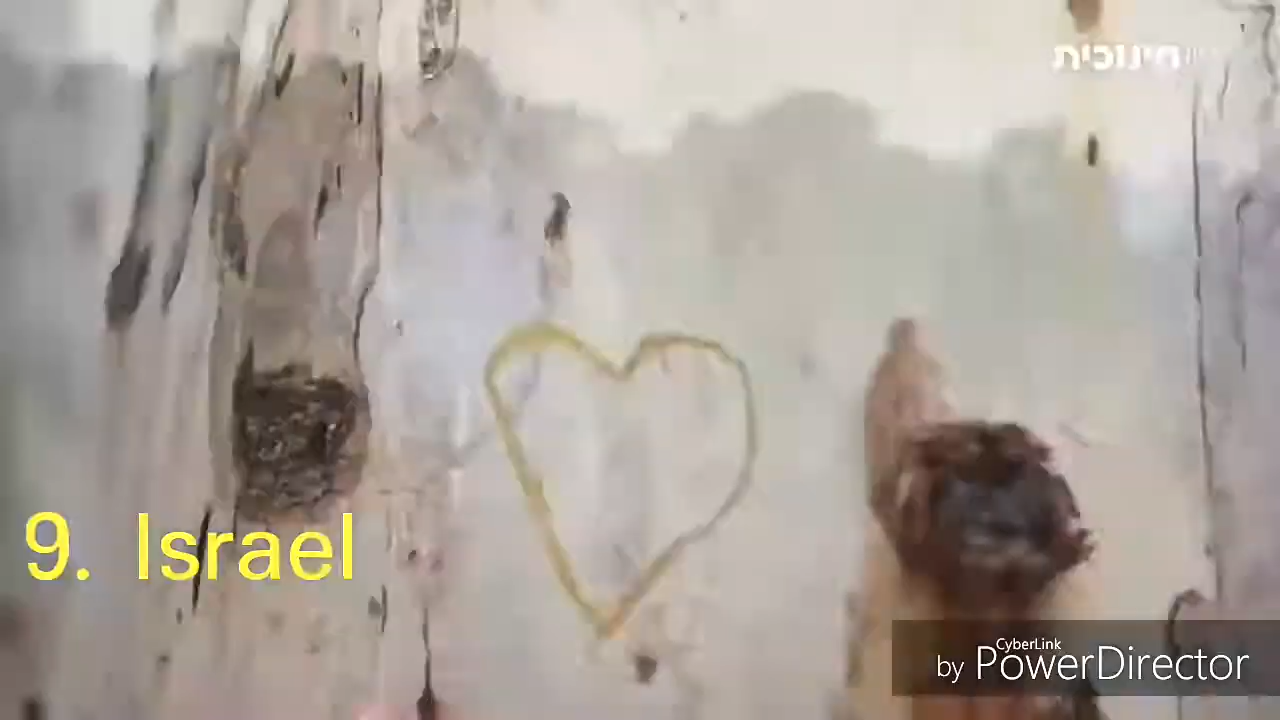 חינוכית
9. Israel
CyberLink
by PowerDirector